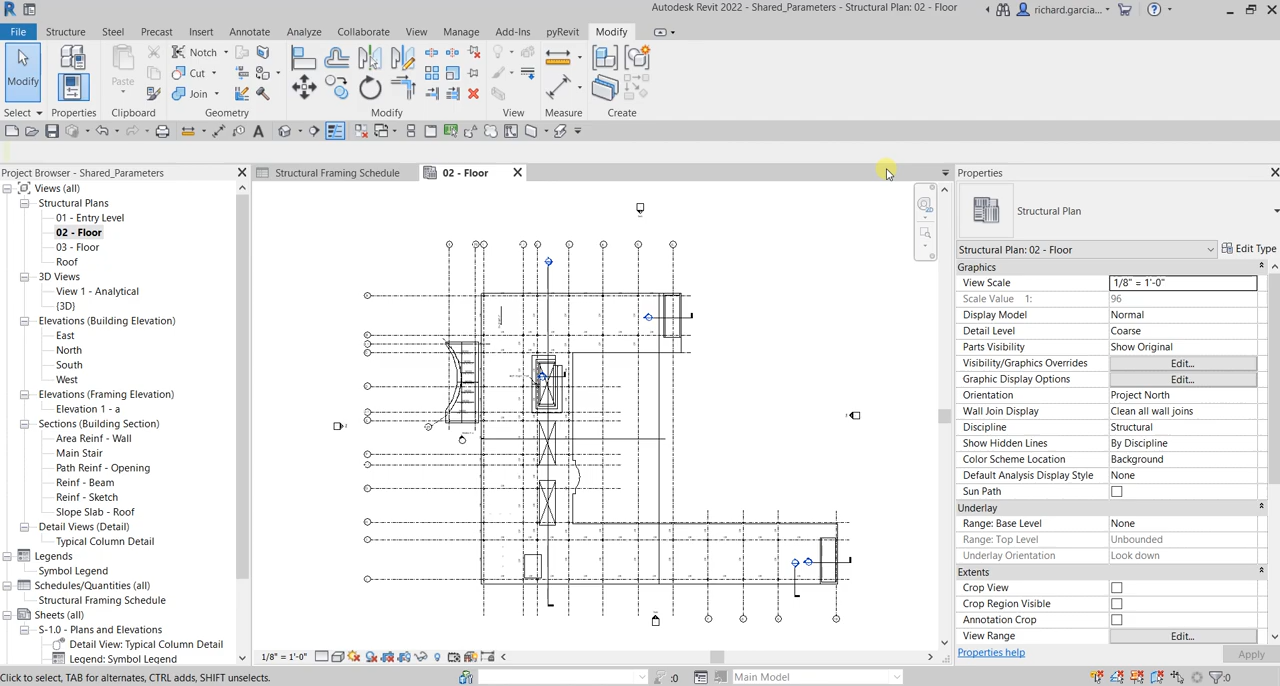 Autodesk Revit 2022 - Shared_Parameters - Structural Plan: 02 - Floor
richard.garcia...
File Structure Steel Precast Insert Annotate Analyze Collaborate View Manage Add-Ins pyRevit Modify
Modify
Paste
Notch
Cut
Join
Select Properties Clipboard Geometry Modify View Measure Create
Project Browser - Shared_Parameters
Views (all)
Structural Plans
01 - Entry Level
02 - Floor
03 - Floor
Roof
3D Views
View 1 - Analytical
{3D}
Elevations (Building Elevation)
East
North
South
West
Elevations (Framing Elevation)
Elevation 1 - a
Sections (Building Section)
Area Reinf - Wall
Main Stair
Path Reinf - Opening
Reinf - Beam
Reinf - Sketch
Slope Slab - Roof
Detail Views (Detail)
Typical Column Detail
Legends
Symbol Legend
Schedules/Quantities (all)
Structural Framing Schedule
Sheets (all)
S-1.0 - Plans and Elevations
Detail View: Typical Column Detail
Legend: Symbol Legend
Structural Framing Schedule
02 - Floor
1/8" = 1'-0"
Properties
Structural Plan
Structural Plan: 02 - Floor Edit Type
Graphics
View Scale 1/8" = 1'-0"
Scale Value 1: 96
Display Model Normal
Detail Level Coarse
Parts Visibility Show Original
Visibility/Graphics Overrides Edit...
Graphic Display Options Edit...
Orientation Project North
Wall Join Display Clean all wall joins
Discipline Structural
Show Hidden Lines By Discipline
Color Scheme Location Background
Default Analysis Display Style None
Sun Path
Underlay
Range: Base Level None
Range: Top Level Unbounded
Underlay Orientation Look down
Extents
Crop View
Crop Region Visible
Annotation Crop
View Range Edit...
Properties help Apply
Click to select, TAB for alternates, CTRL adds, SHIFT unselects. :0 Main Model :0